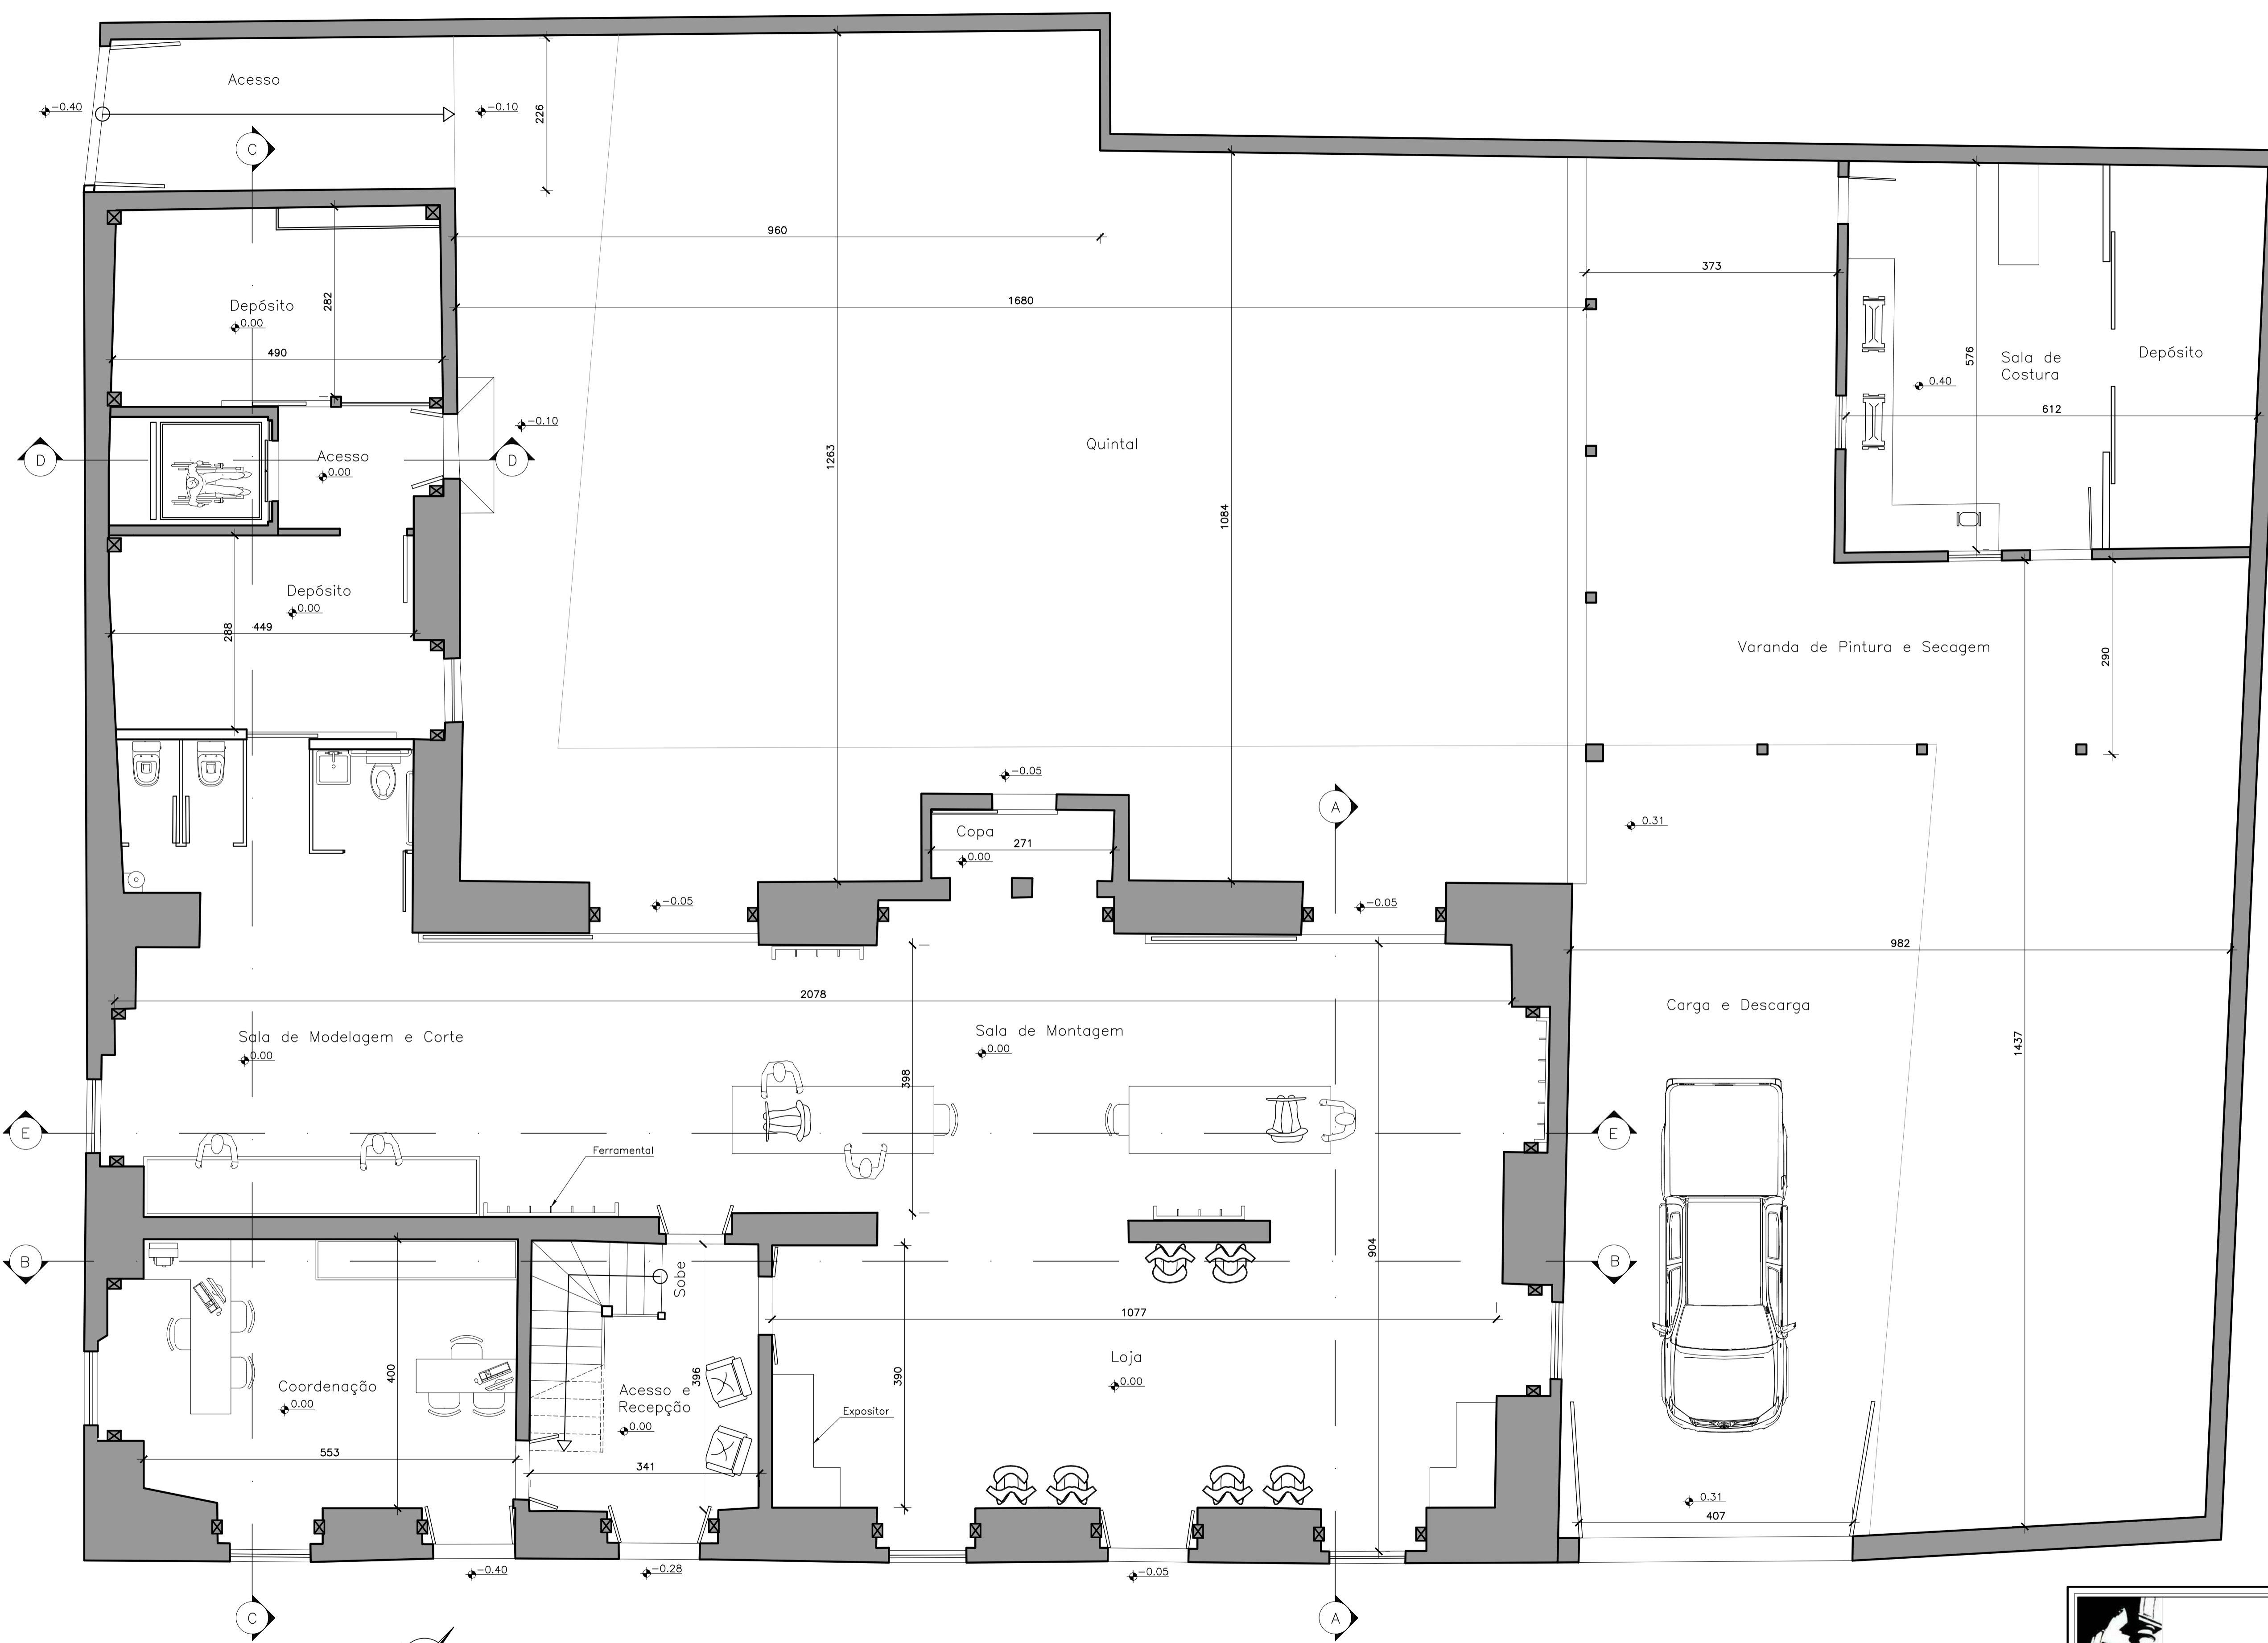 Acesso
-0.40
-0.10
226
C
960
373
1680
282
Depósito
0.00
490
576
Sala de
Costura
0.40
Depósito
612
-0.10
Quintal
1263
1084
D
Acesso
0.00
D
Depósito
0.00
288
449
Varanda de Pintura e Secagem
290
-0.05
A
Copa
0.00
271
0.31
-0.05
-0.05
982
2078
Carga e Descarga
Sala de Modelagem e Corte
0.00
Sala de Montagem
0.00
398
1437
E
E
Ferramental
B
B
904
Sobe
1077
Loja
0.00
400
396
390
Coordenação
0.00
Acesso e
Recepção
0.00
Expositor
553
341
0.31
407
-0.40
-0.28
-0.05
C
A